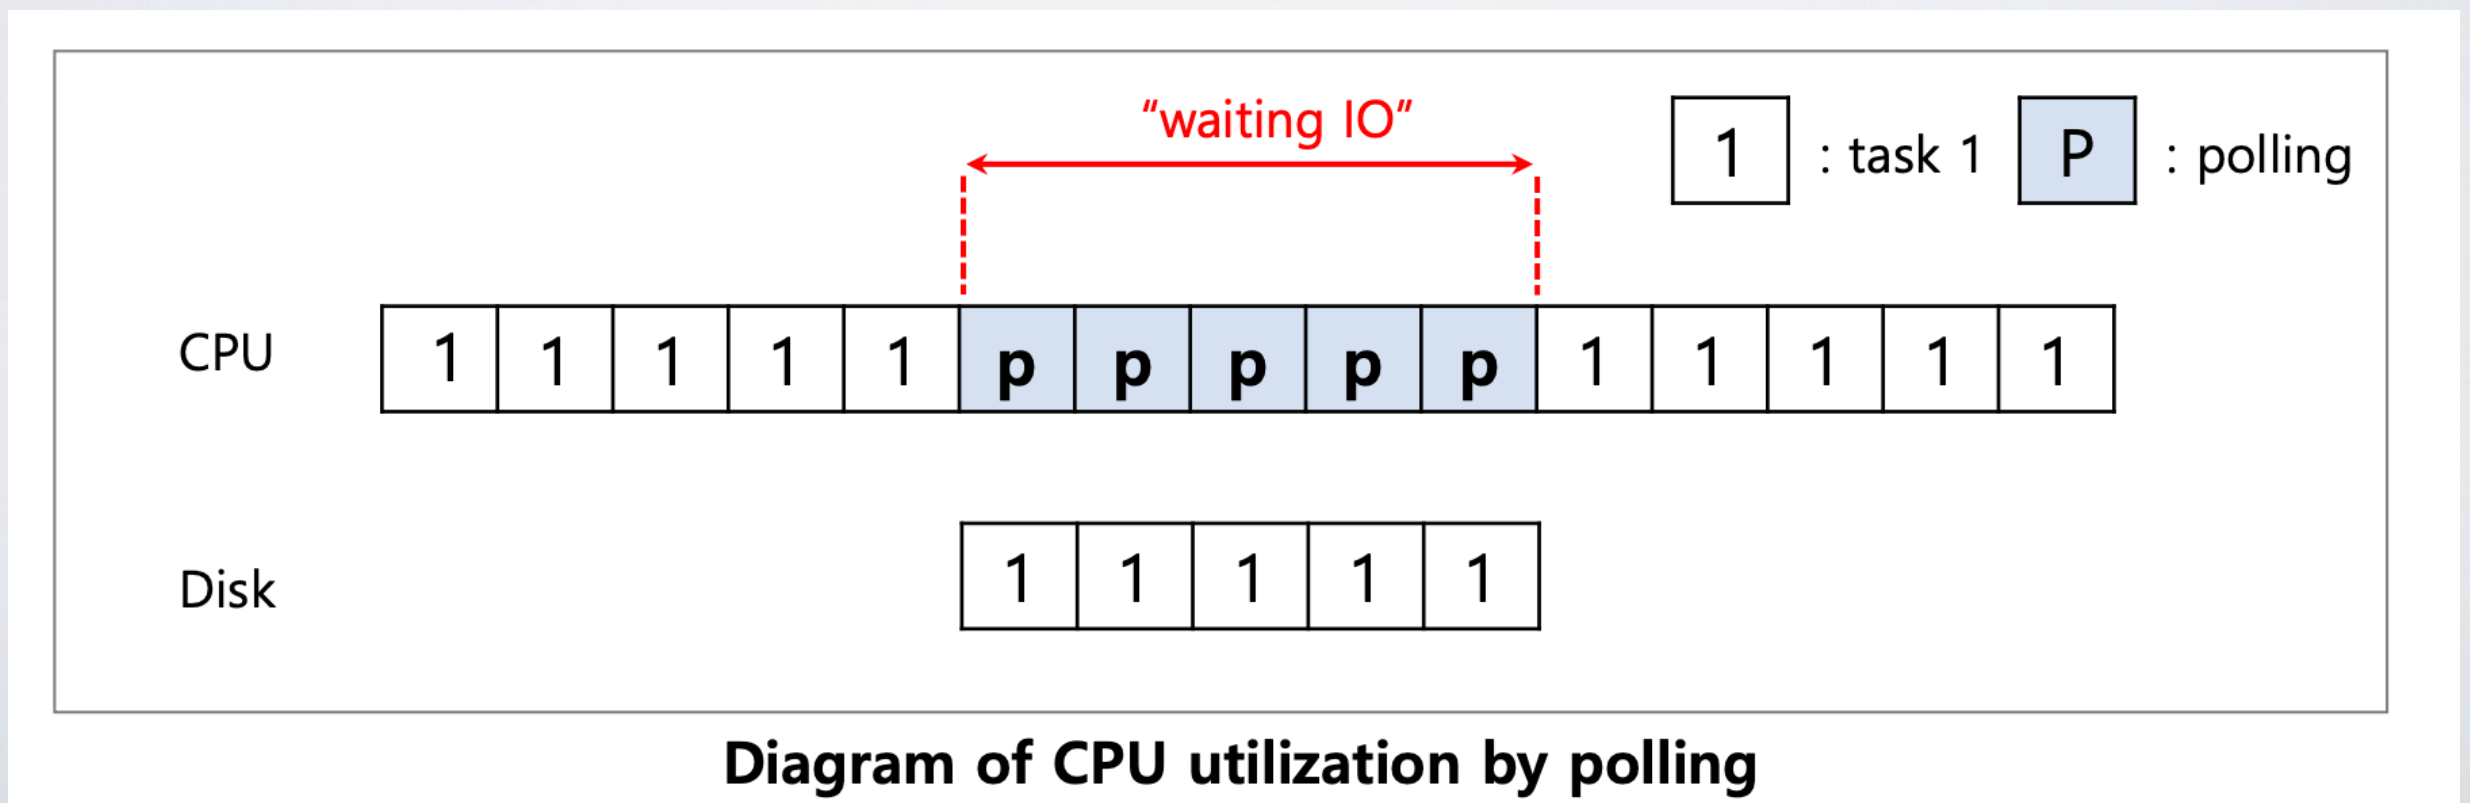 “waiting IO”
1 : task 1 P : polling
CPU 1 1 1 1 1 p p p p p 1 1 1 1 1
Disk 1 1 1 1 1
Diagram of CPU utilization by polling